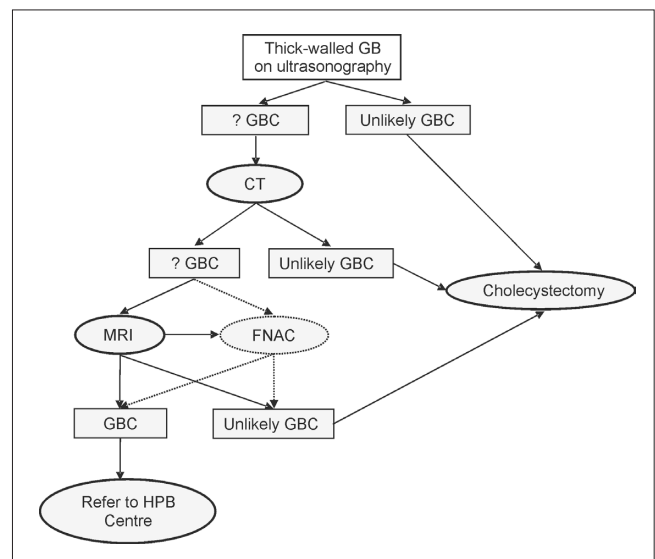 Thick-walled GB
on ultrasonography
? GBC
Unlikely GBC
CT
? GBC
Unlikely GBC
Cholecystectomy
MRI
FNAC
GBC
Unlikely GBC
Refer to HPB
Centre